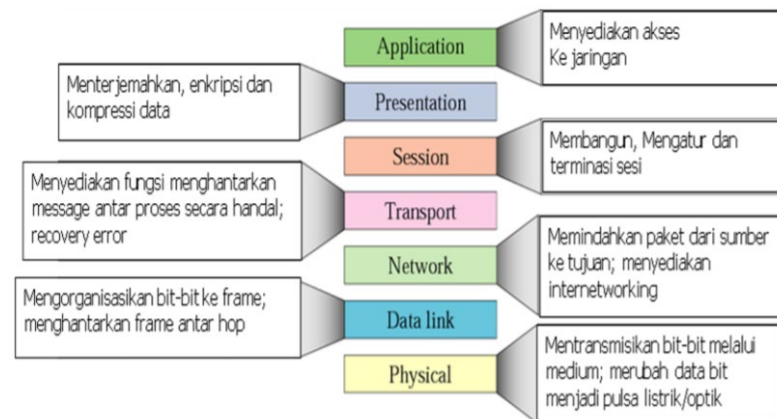 Application
Menyediakan akses
Ke jaringan
Menterjemahkan, enkripsi dan
kompressi data
Presentation
Session
Membangun, Mengatur dan
terminasi sesi
Menyediakan fungsi menghantarkan
message antar proses secara handal;
recovery error
Transport
Network
Memindahkan paket dari sumber
ke tujuan; menyediakan
internetworking
Mengorganisasikan bit-bit ke frame;
menghantarkan frame antar hop
Data link
Physical
Mentransmisikan bit-bit melalui
medium; merubah data bit
menjadi pulsa listrik/optik